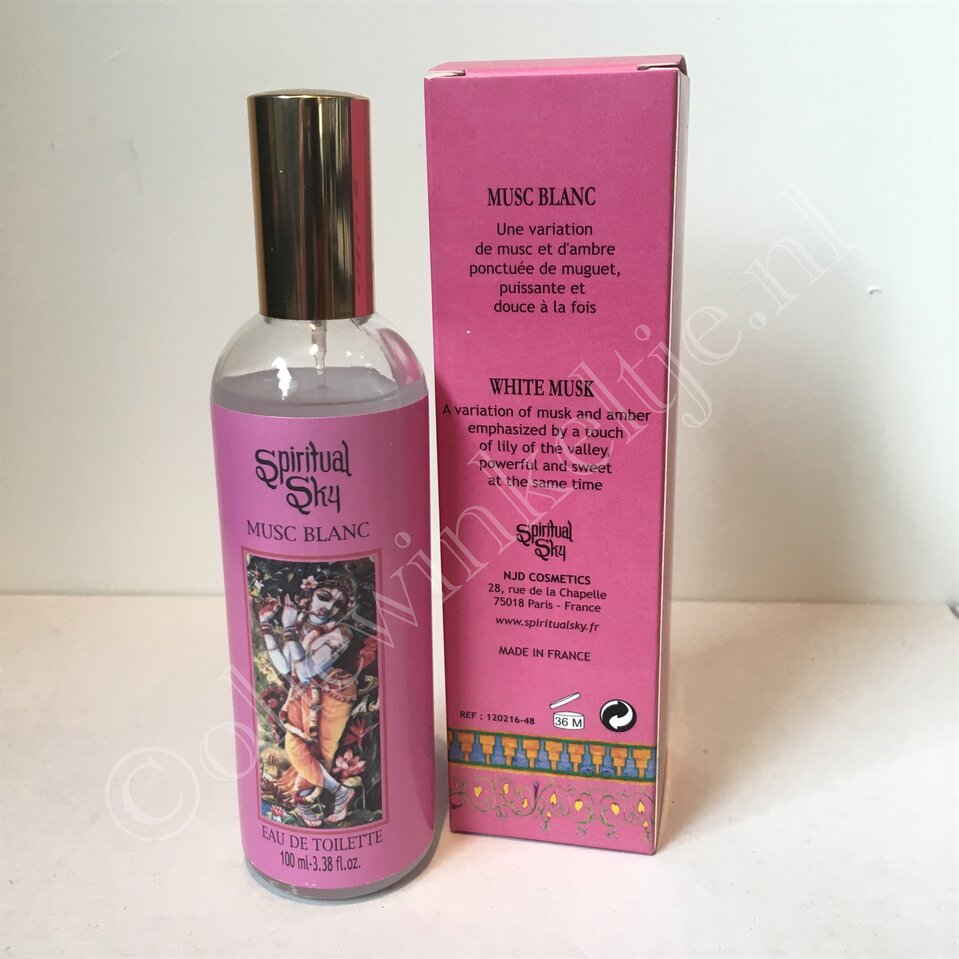 Spiritual
Sky
MUSC BLANC
EAU DE TOILETTE
100 ml-3.38 fl.oz.
MUSC BLANC
Une variation
de musc et d'ambre
ponctuée de muguet,
puissante et
douce à la fois
WHITE MUSK
A variation of musk and amber
emphasized by a touch
of lily of the valley,
powerful and sweet
at the same time
Spiritual
Sky
NJD COSMETICS
28, rue de la Chapelle
75018 Paris - France
www.spiritualsky.fr
MADE IN FRANCE
REF : 120216-48
36 M